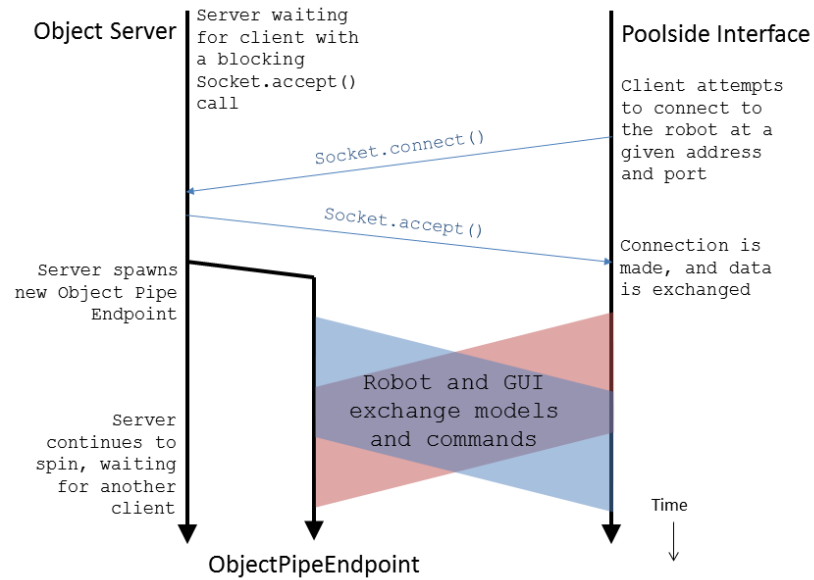 Object Server
Server waiting
for client with
a blocking
Socket.accept()
call
Poolside Interface
Client attempts
to connect to
the robot at a
given address
and port
Socket.connect()
Socket.accept()
Connection is
made, and data
is exchanged
Server spawns
new Object Pipe
Endpoint
Robot and GUI
exchange models
and commands
Server
continues to
spin, waiting
for another
client
Time
ObjectPipeEndpoint